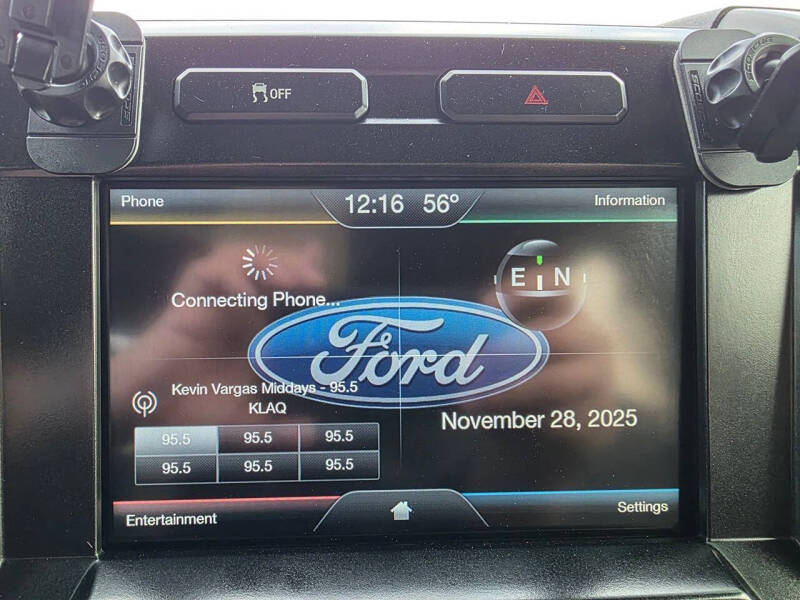 OFF
Phone
12:16 56°
Information
Connecting Phone...
E N
Ford
Kevin Vargas Middays - 95.5
KLAQ
November 28, 2025
95.5 95.5 95.5
95.5 95.5 95.5
Entertainment
Settings